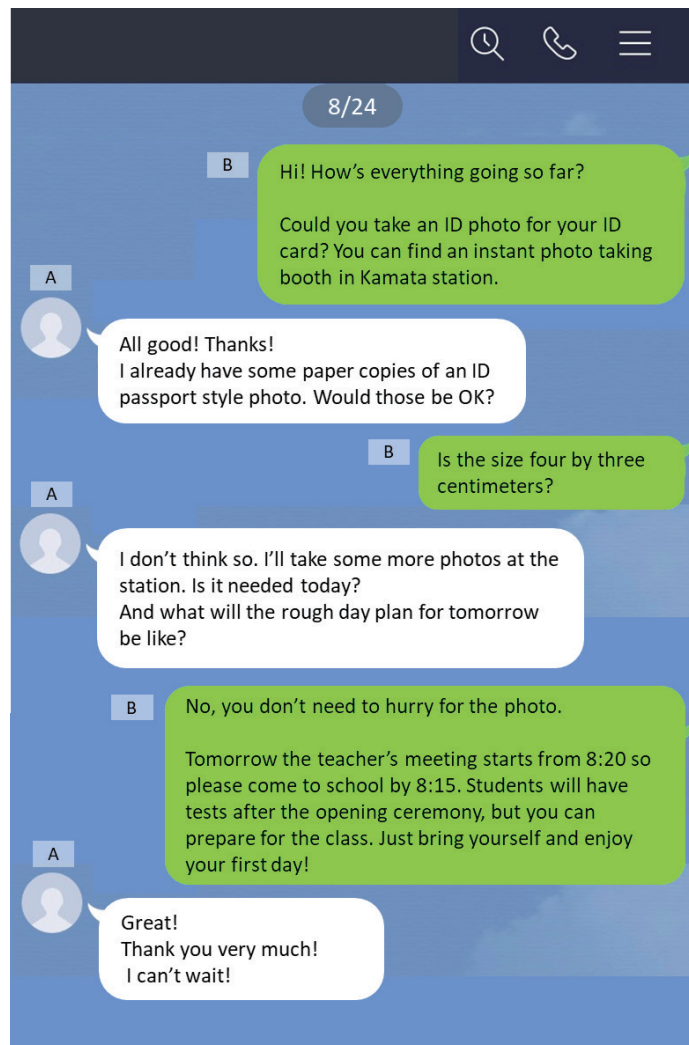 8/24
B
Hi! How's everything going so far?
Could you take an ID photo for your ID
card? You can find an instant photo taking
booth in Kamata station.
A
All good! Thanks!
I already have some paper copies of an ID
passport style photo. Would those be OK?
B
Is the size four by three
centimeters?
A
I don't think so. I'll take some more photos at the
station. Is it needed today?
And what will the rough day plan for tomorrow
be like?
B
No, you don't need to hurry for the photo.
Tomorrow the teacher's meeting starts from 8:20 so
please come to school by 8:15. Students will have
tests after the opening ceremony, but you can
prepare for the class. Just bring yourself and enjoy
your first day!
A
Great!
Thank you very much!
I can't wait!